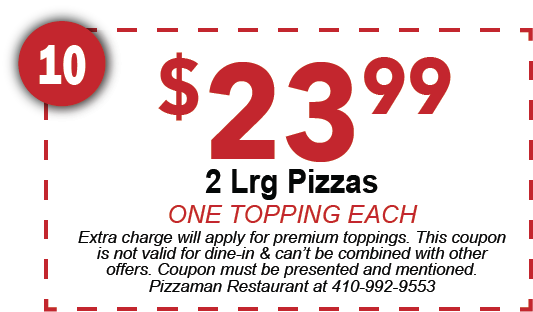 10
$23.99
2 Lrg Pizzas
ONE TOPPING EACH
Extra charge will apply for premium toppings. This coupon
is not valid for dine-in & can't be combined with other
offers. Coupon must be presented and mentioned.
Pizzaman Restaurant at 410-992-9553